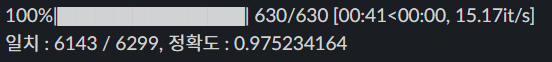 100%|██████████| 630/630 [00:41<00:00, 15.17it/s]
일치 : 6143 / 6299, 정확도 : 0.975234164